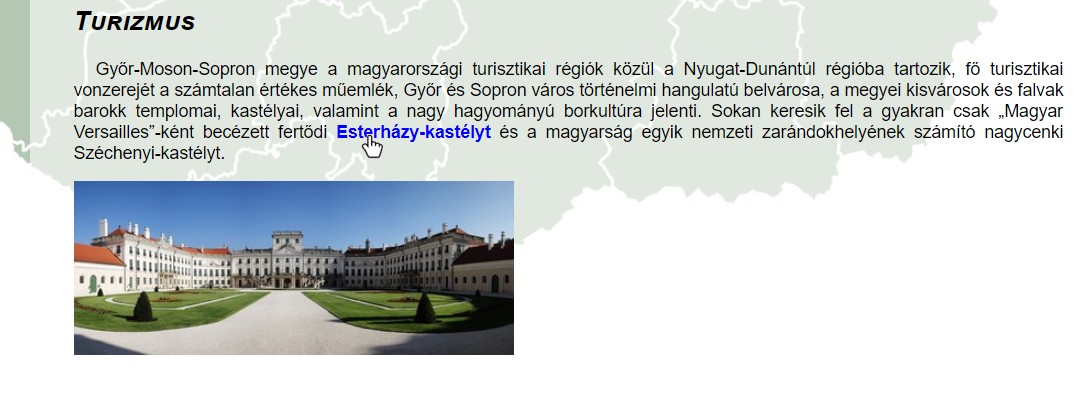 TURIZMUS
Győr-Moson-Sopron megye a magyarországi turisztikai régiók közül a Nyugat-Dunántúl régióba tartozik, fő turisztikai
vonzerejét a számtalan értékes műemlék, Győr és Sopron város történelmi hangulatú belvárosa, a megyei kisvárosok és falvak
barokk templomai, kastélyai, valamint a nagy hagyományú borkultúra jelenti. Sokan keresik fel a gyakran csak „Magyar
Versailles”-ként becézett fertődi Esterházy-kastélyt és a magyarság egyik nemzeti zarándokhelyének számító nagycenki
Széchenyi-kastélyt.